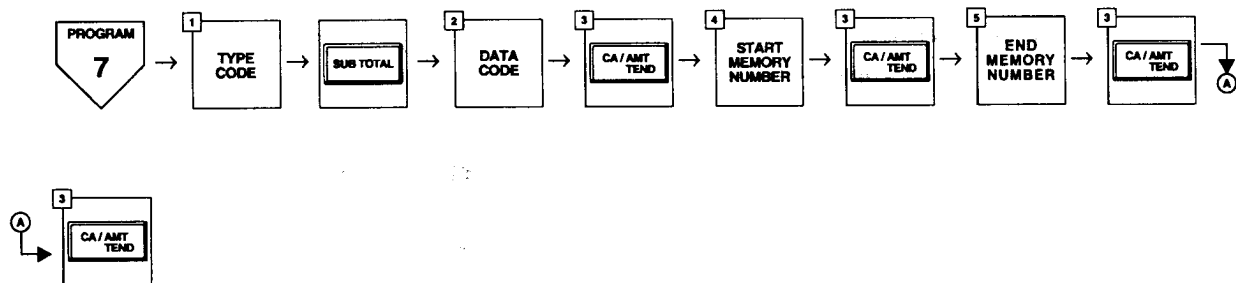 PROGRAM
7
1
TYPE
CODE
SUB TOTAL
2
DATA
CODE
3
CA / AMT
TEND
4
START
MEMORY
NUMBER
3
CA / AMT
TEND
5
END
MEMORY
NUMBER
3
CA / AMT
TEND
A
A
3
CA / AMT
TEND